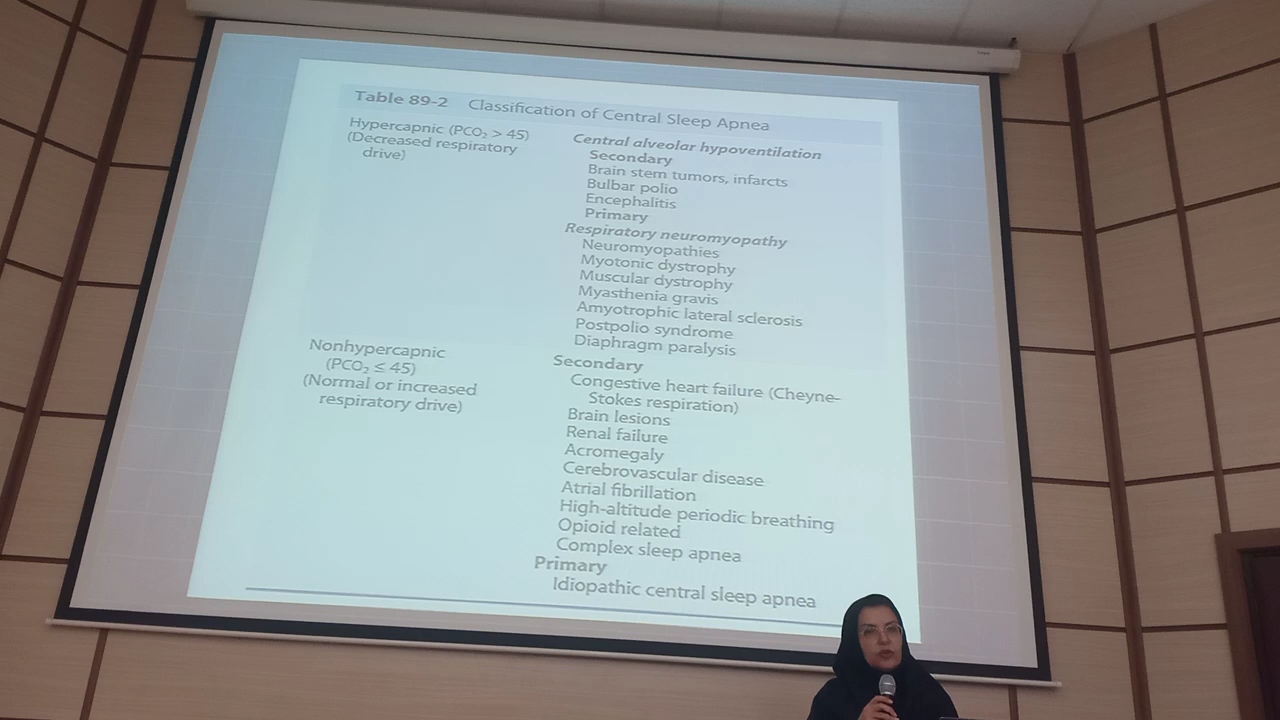 Table 89-2 Classification of Central Sleep Apnea
Hypercapnic (PCO₂ > 45)
(Decreased respiratory
drive)
Central alveolar hypoventilation
Secondary
Brain stem tumors, infarcts
Bulbar polio
Encephalitis
Primary
Respiratory neuromyopathy
Neuromyopathies
Myotonic dystrophy
Muscular dystrophy
Myasthenia gravis
Amyotrophic lateral sclerosis
Postpolio syndrome
Diaphragm paralysis
Nonhypercapnic
(PCO₂ ≤ 45)
(Normal or increased
respiratory drive)
Secondary
Congestive heart failure (Cheyne-
Stokes respiration)
Brain lesions
Renal failure
Acromegaly
Cerebrovascular disease
Atrial fibrillation
High-altitude periodic breathing
Opioid related
Complex sleep apnea
Primary
Idiopathic central sleep apnea